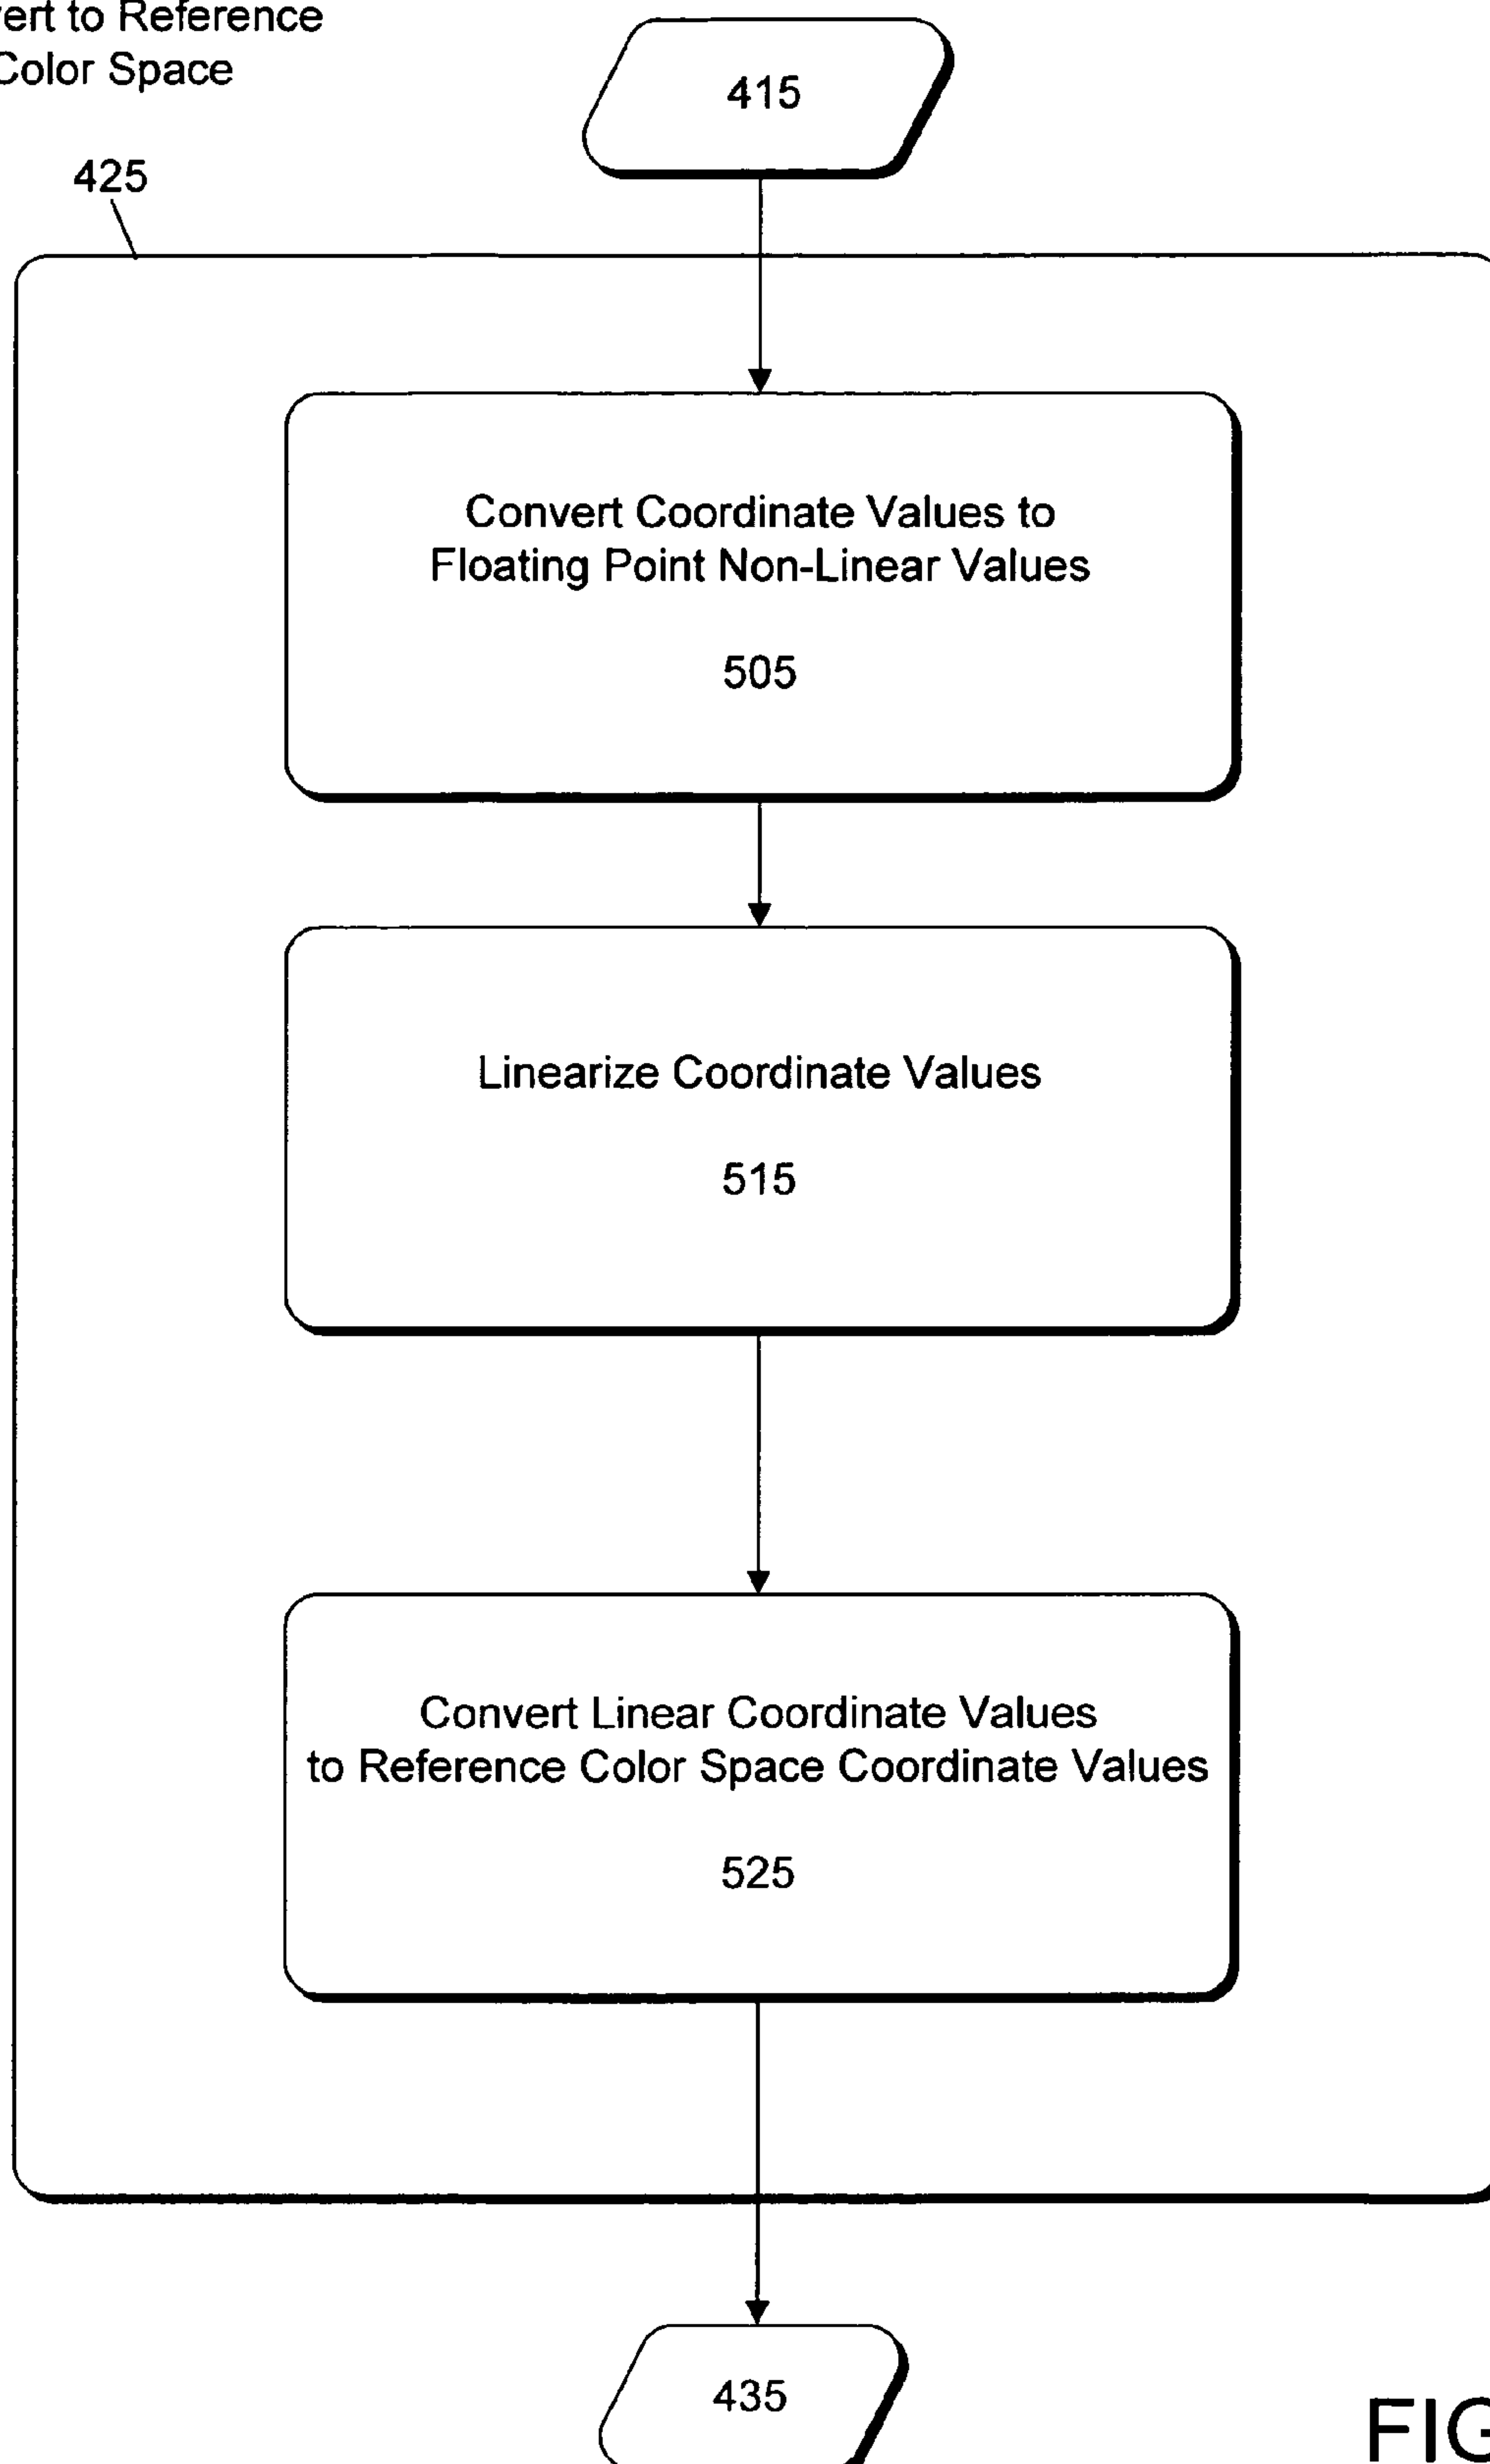 vert to Reference
Color Space
415
425
Convert Coordinate Values to
Floating Point Non-Linear Values
505
Linearize Coordinate Values
515
Convert Linear Coordinate Values
to Reference Color Space Coordinate Values
525
435
FIG